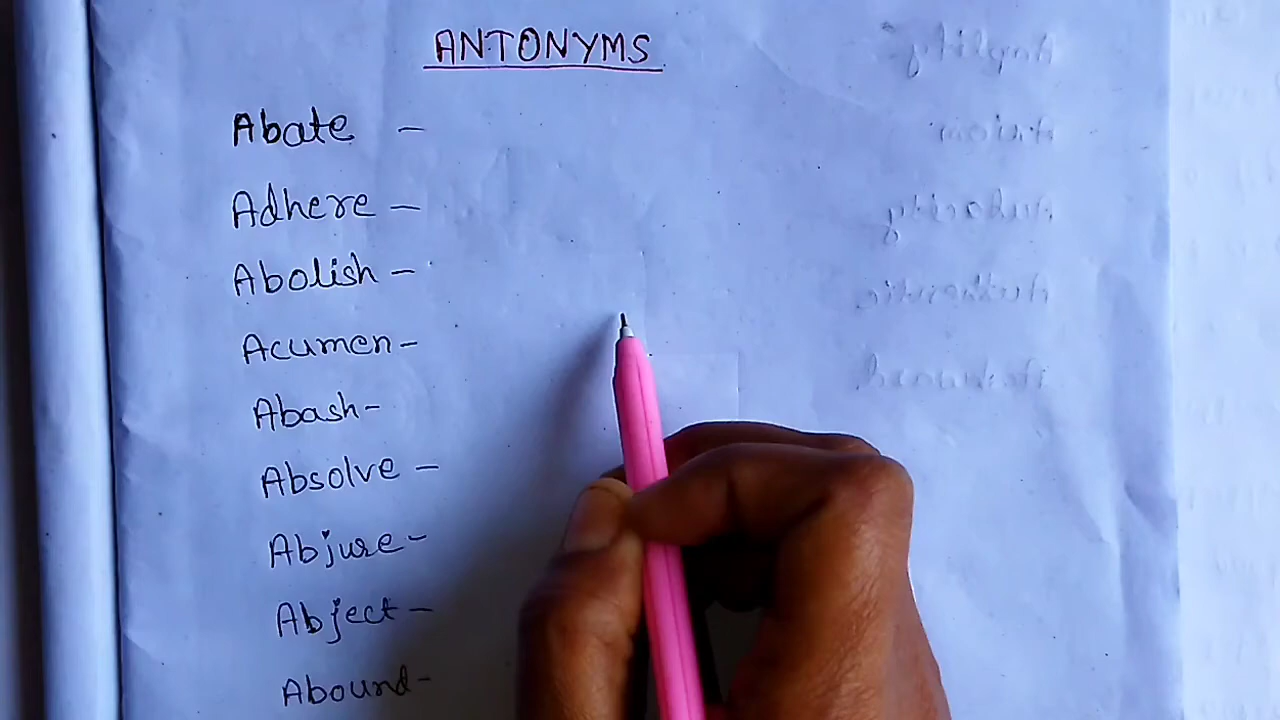 ANTONYMS
Abate -
Adhere -
Abolish -
Acumen -
Abash -
Absolve -
Abjure -
Abject -
Abound -